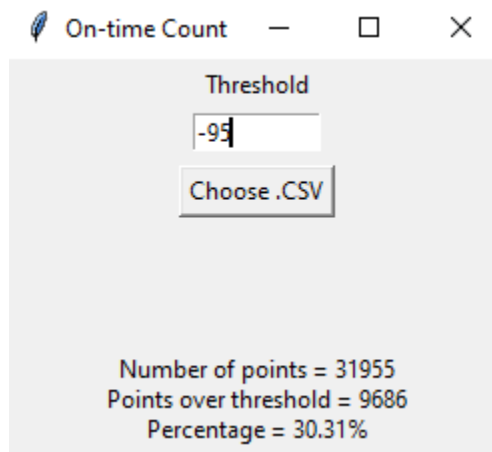 On-time Count
Threshold
-95
Choose .CSV
Number of points = 31955
Points over threshold = 9686
Percentage = 30.31%